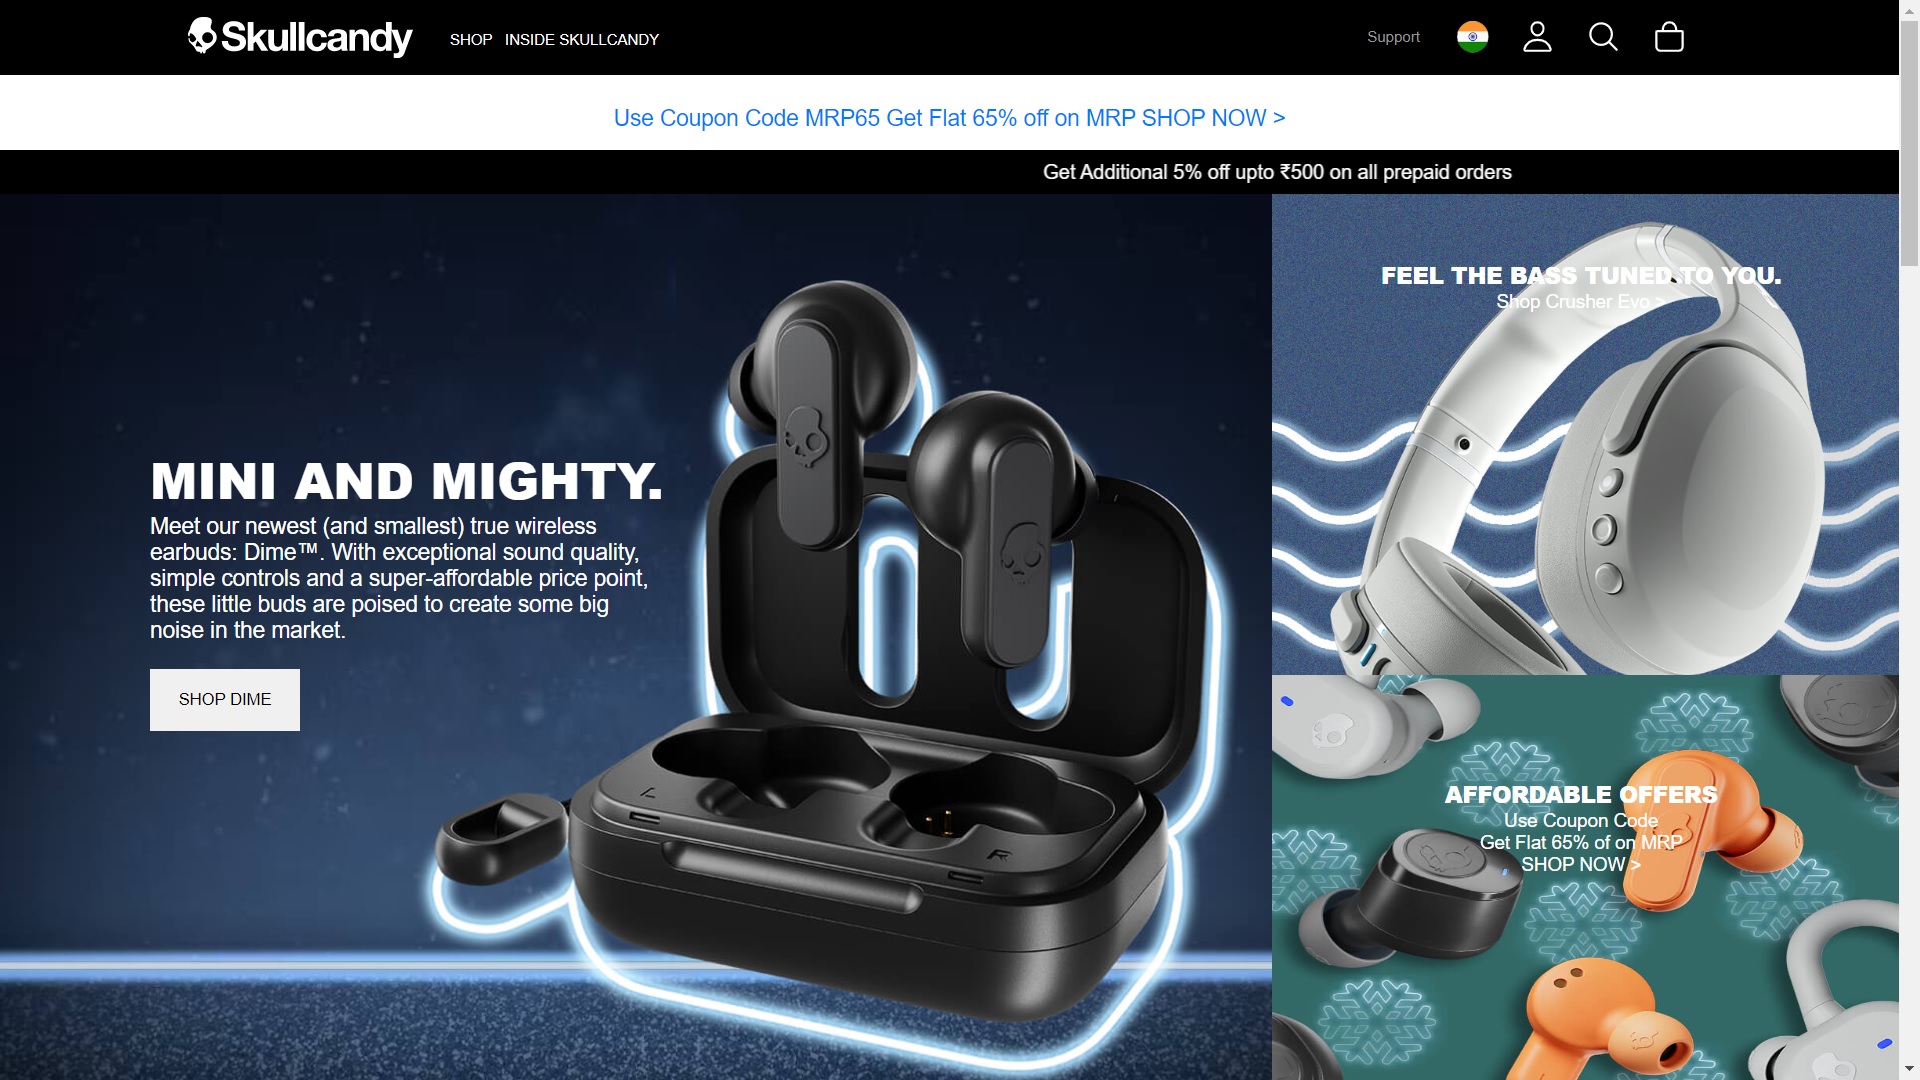 Skullcandy
SHOP INSIDE SKULLCANDY
Support
Use Coupon Code MRP65 Get Flat 65% off on MRP SHOP NOW >
Get Additional 5% off upto ₹500 on all prepaid orders
MINI AND MIGHTY.
Meet our newest (and smallest) true wireless
earbuds: Dime™. With exceptional sound quality,
simple controls and a super-affordable price point,
these little buds are poised to create some big
noise in the market.
SHOP DIME
L
R
FEEL THE BASS TUNED TO YOU.
Shop Crusher Evo >
AFFORDABLE OFFERS
Use Coupon Code
Get Flat 65% of on MRP
SHOP NOW >